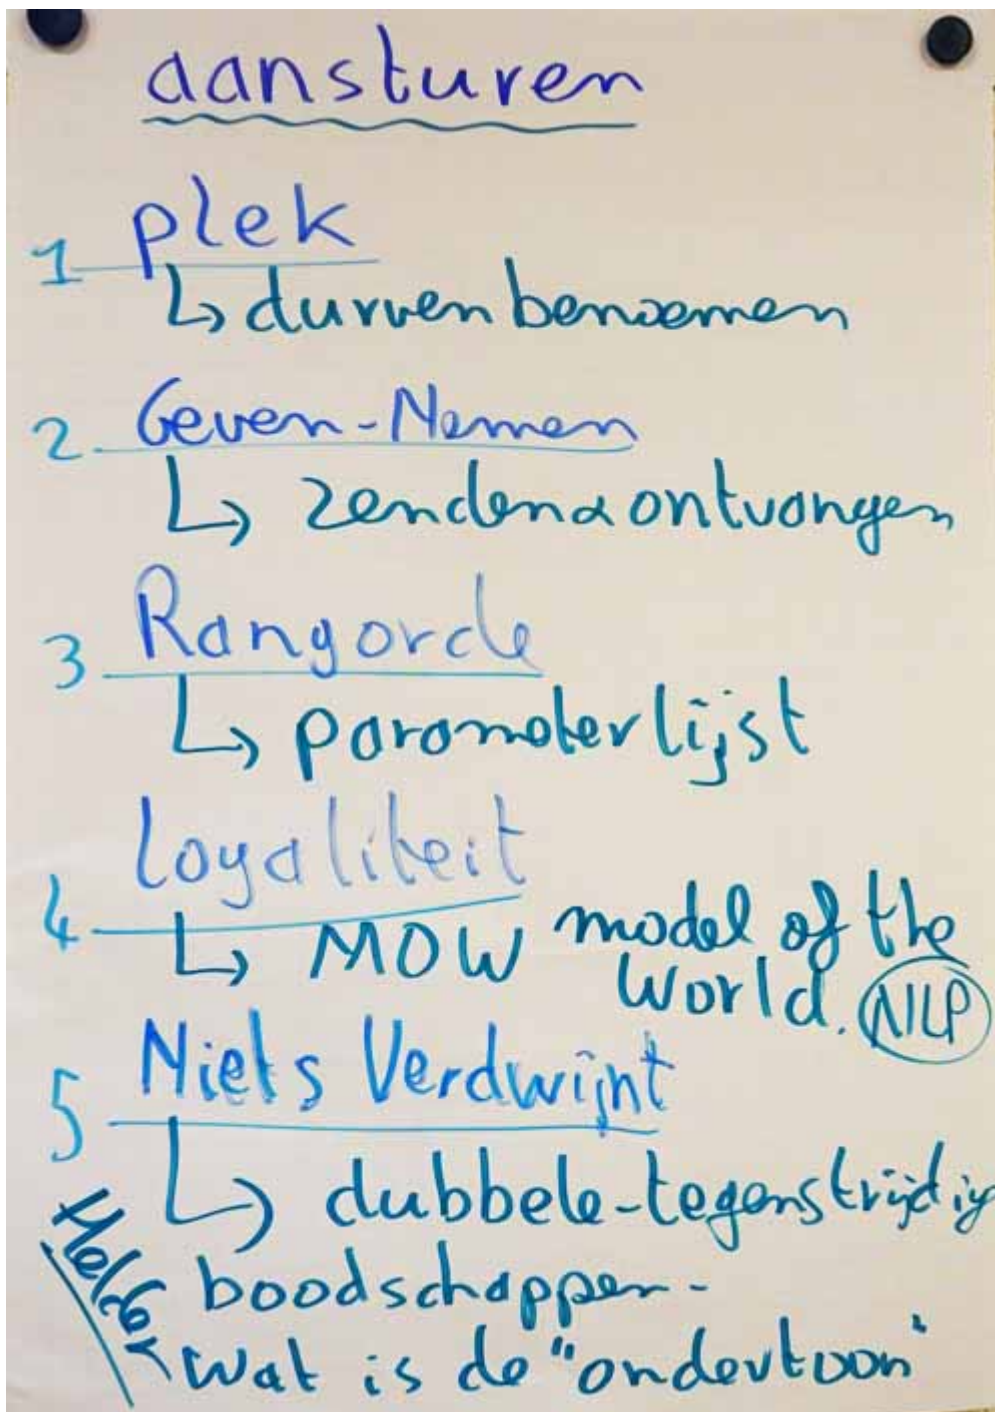 aansturen
1 plek
↳ durven benoemen
2 Geven-Nemen
↳ zenden & ontvangen
3 Rangorde
↳ parameterlijst
4 Loyaliteit
↳ MOW model of the
world. NLP
5 Niets Verdwijnt
↳ dubbele-tegenstrijdig
boodschappen-
Helder
wat is de "ondertoon"